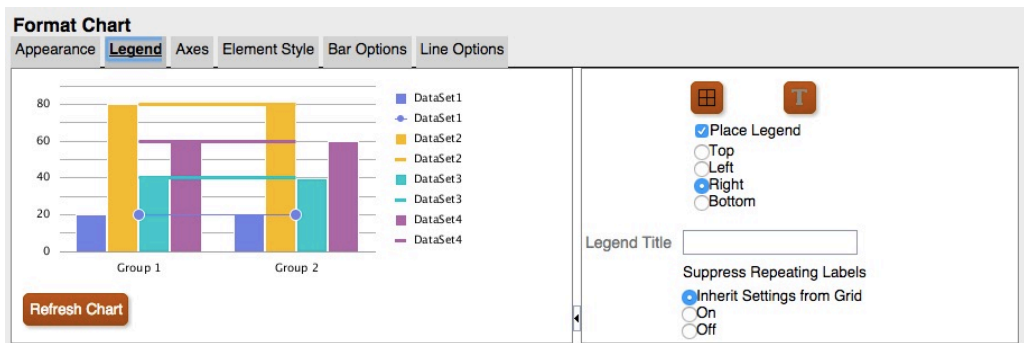 Format Chart
Appearance Legend Axes Element Style Bar Options Line Options
80
60
40
20
0
Group 1 Group 2
DataSet1
DataSet1
DataSet2
DataSet2
DataSet3
DataSet3
DataSet4
DataSet4
Refresh Chart
T
Place Legend
Top
Left
Right
Bottom
Legend Title
Suppress Repeating Labels
Inherit Settings from Grid
On
Off